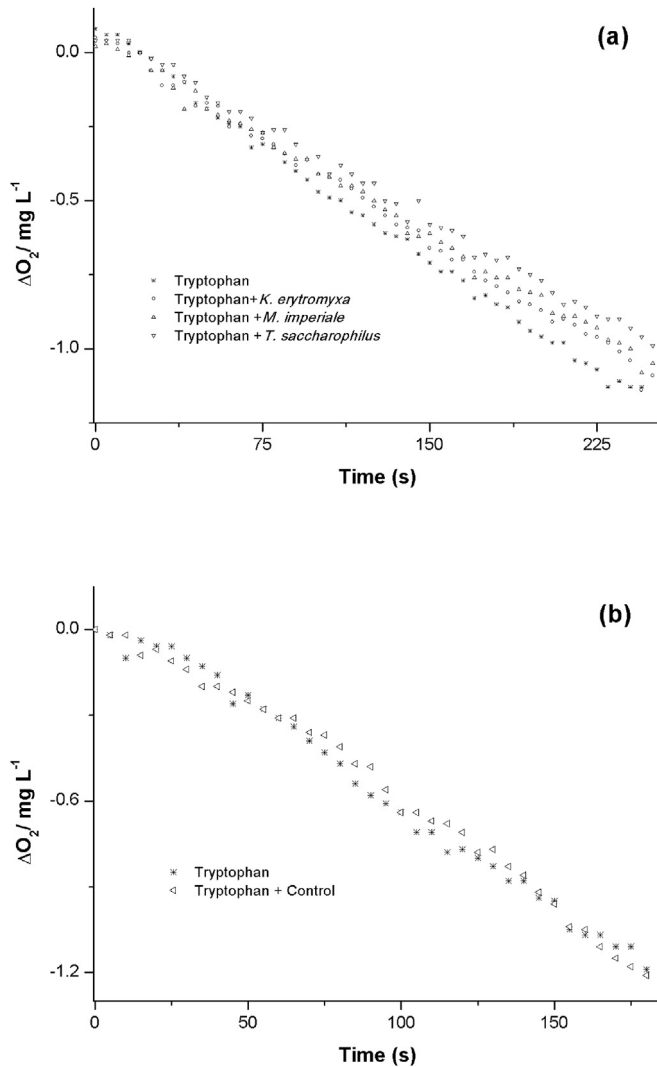 (a)
0.0
-0.5
-1.0
ΔO₂/ mg L⁻¹
Tryptophan
Tryptophan+ K. erytromyxa
Tryptophan +M. imperiale
Tryptophan + T. saccharophilus
0 75 150 225
Time (s)
(b)
0.0
-0.6
-1.2
ΔO₂/ mg L⁻¹
Tryptophan
Tryptophan + Control
0 50 100 150
Time (s)